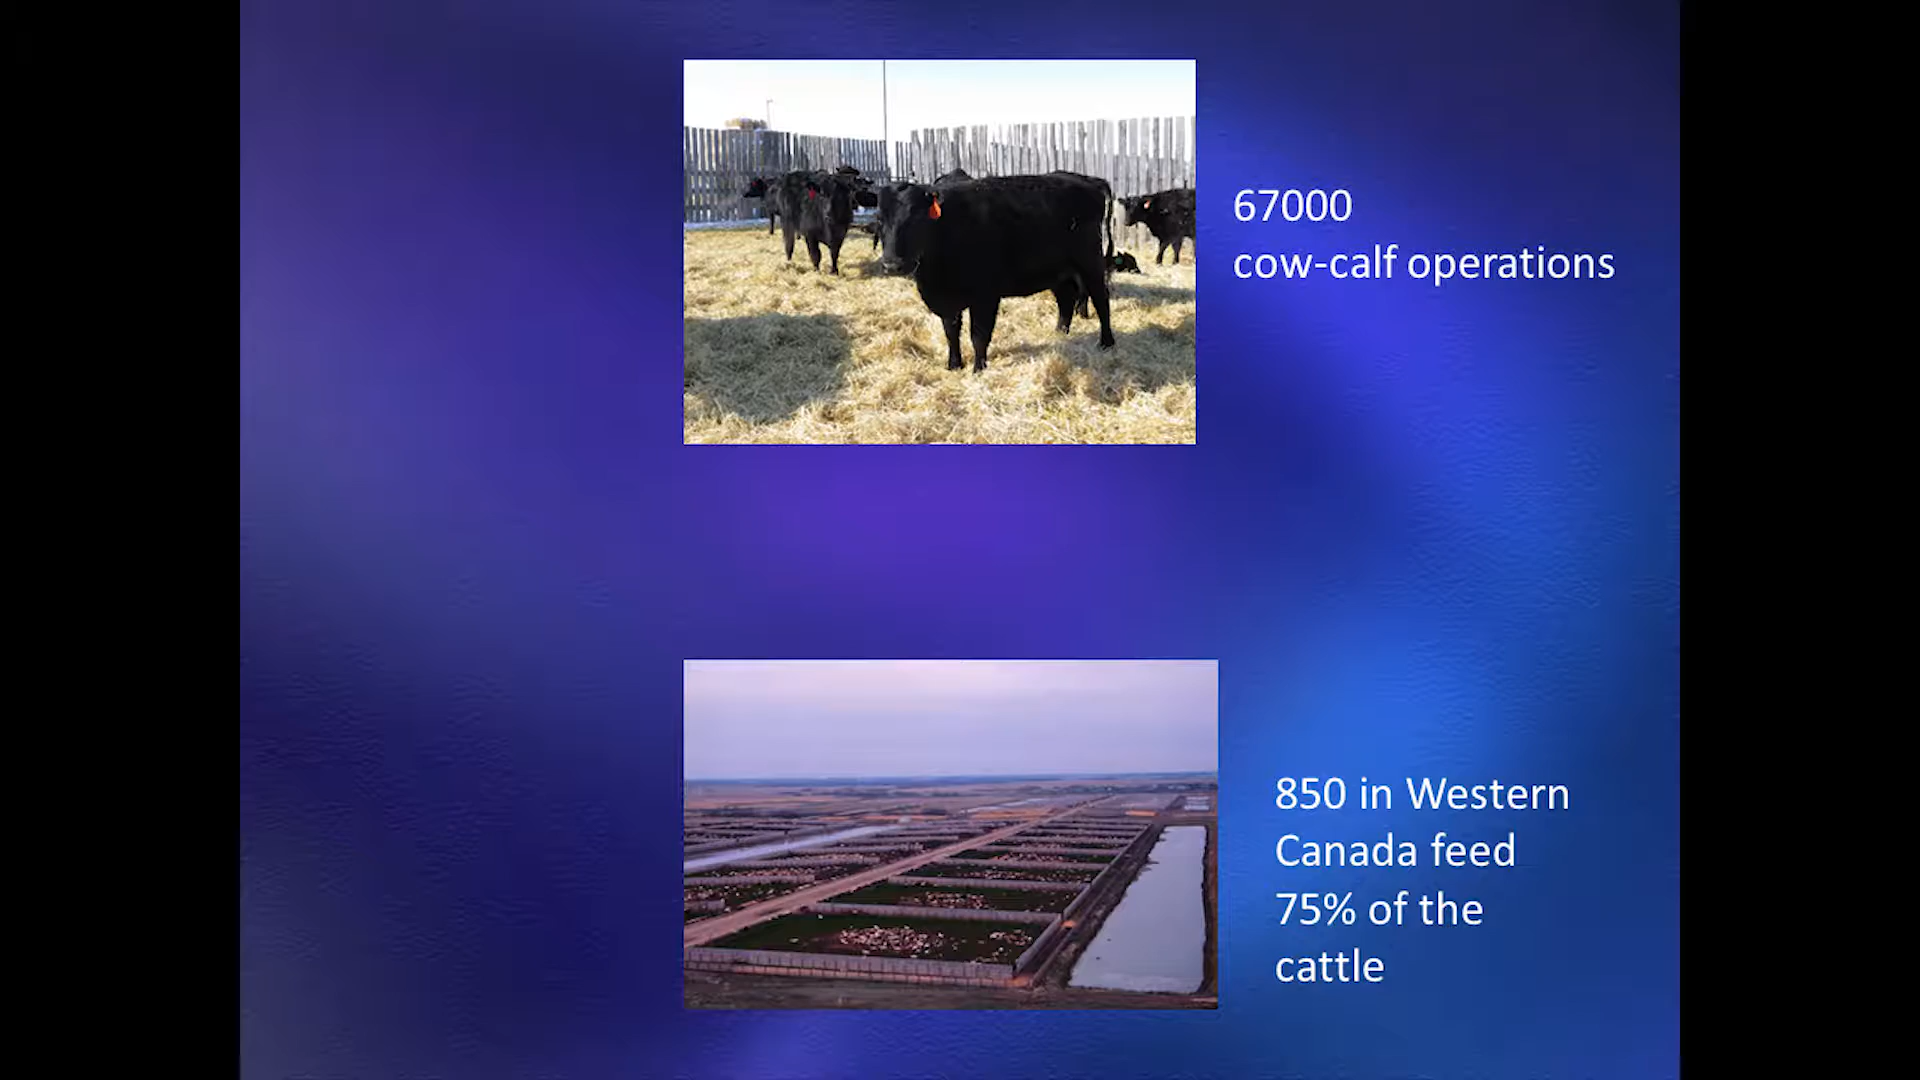 67000
cow-calf operations
850 in Western
Canada feed
75% of the
cattle